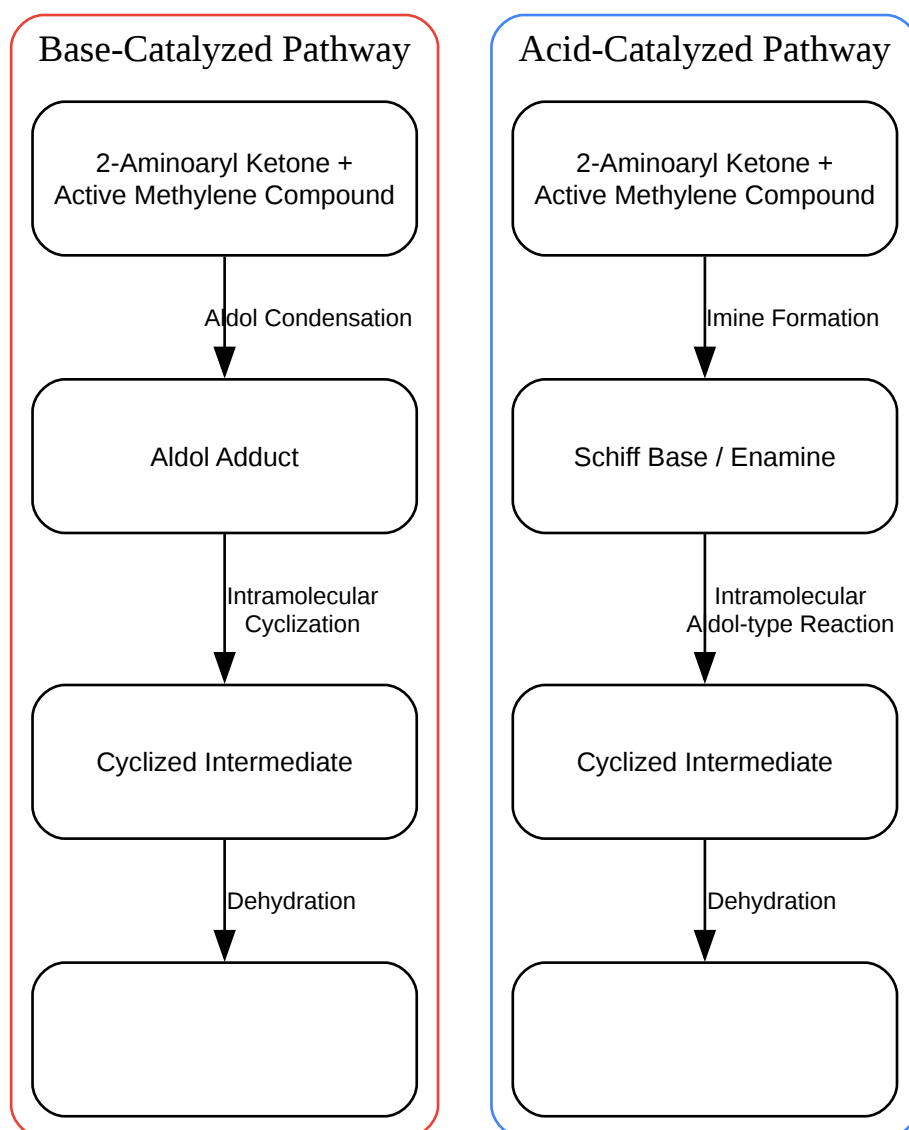 Base-Catalyzed Pathway
2-Aminoaryl Ketone +
Active Methylene Compound
Aldol Condensation
Aldol Adduct
Intramolecular
Cyclization
Cyclized Intermediate
Dehydration
Acid-Catalyzed Pathway
2-Aminoaryl Ketone +
Active Methylene Compound
Imine Formation
Schiff Base / Enamine
Intramolecular
Aldol-type Reaction
Cyclized Intermediate
Dehydration